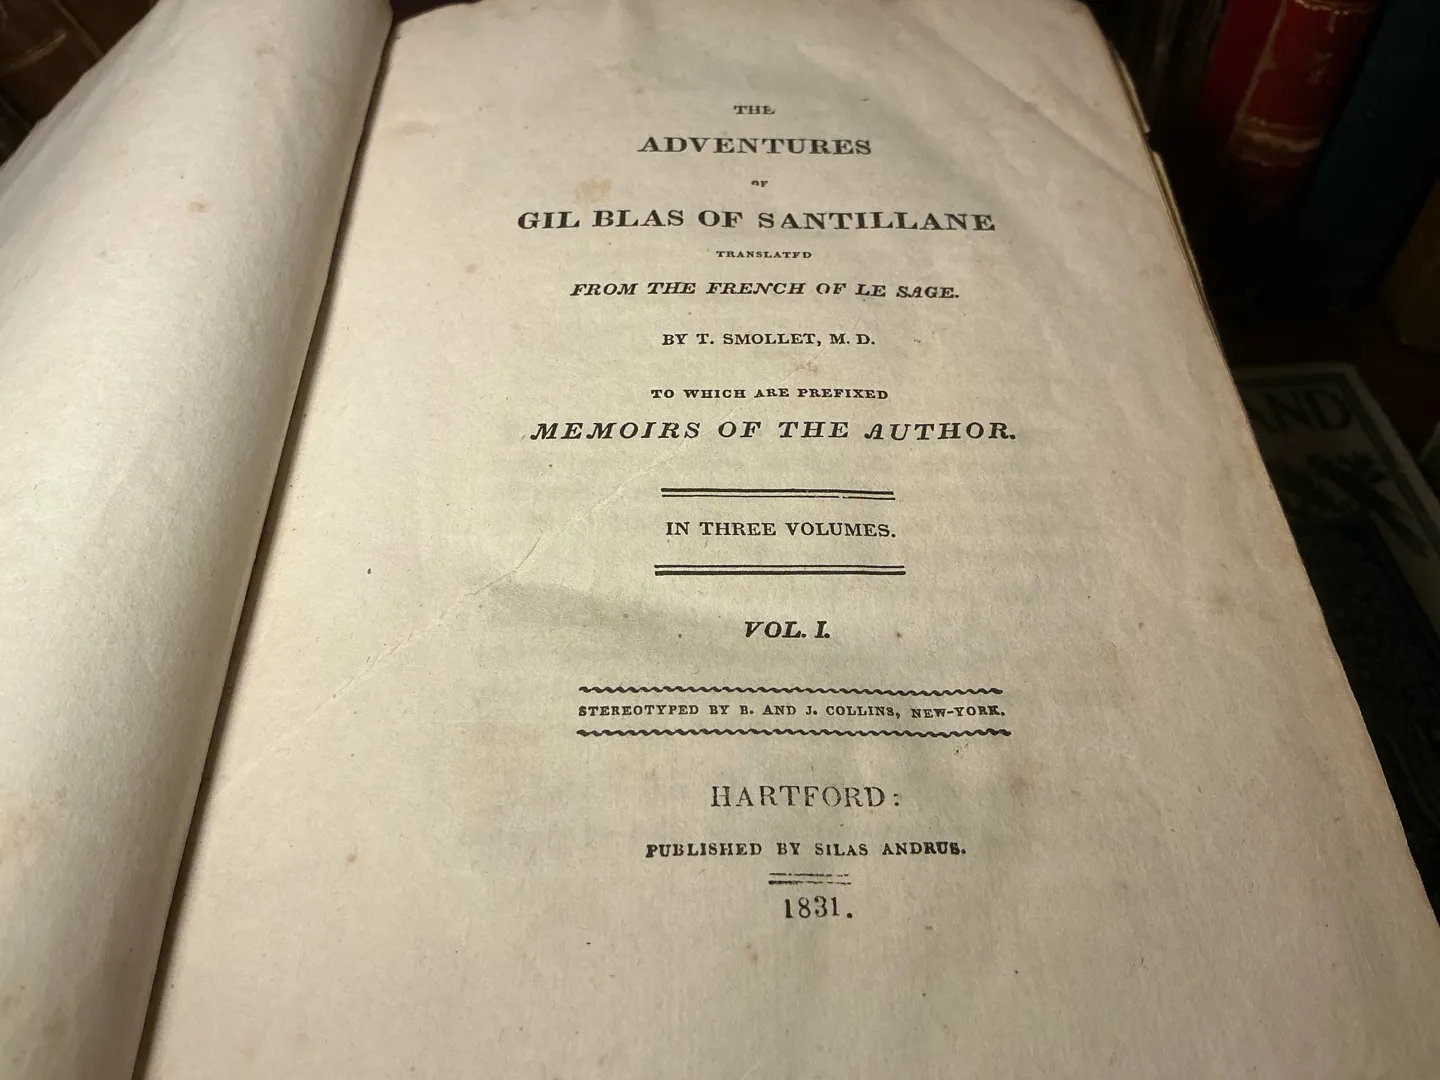 THE
ADVENTURES
OF
GIL BLAS OF SANTILLANE
TRANSLATED
FROM THE FRENCH OF LE SAGE.
BY T. SMOLLET, M. D.
TO WHICH ARE PREFIXED
MEMOIRS OF THE AUTHOR.
IN THREE VOLUMES.
VOL. I.
STEREOTYPED BY B. AND J. COLLINS, NEW-YORK.
HARTFORD:
PUBLISHED BY SILAS ANDRUS.
1831.
AND